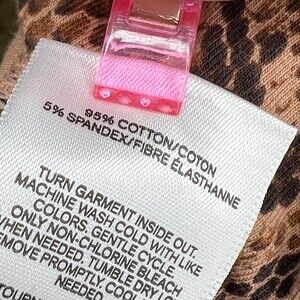 95% COTTON/COTON
5% SPANDEX/FIBRE ÉLASTHANNE
TURN GARMENT INSIDE OUT.
MACHINE WASH COLD WITH LIKE
COLORS, GENTLE CYCLE.
ONLY NON-CHLORINE BLEACH
WHEN NEEDED. TUMBLE DRY
REMOVE PROMPTLY. COOL